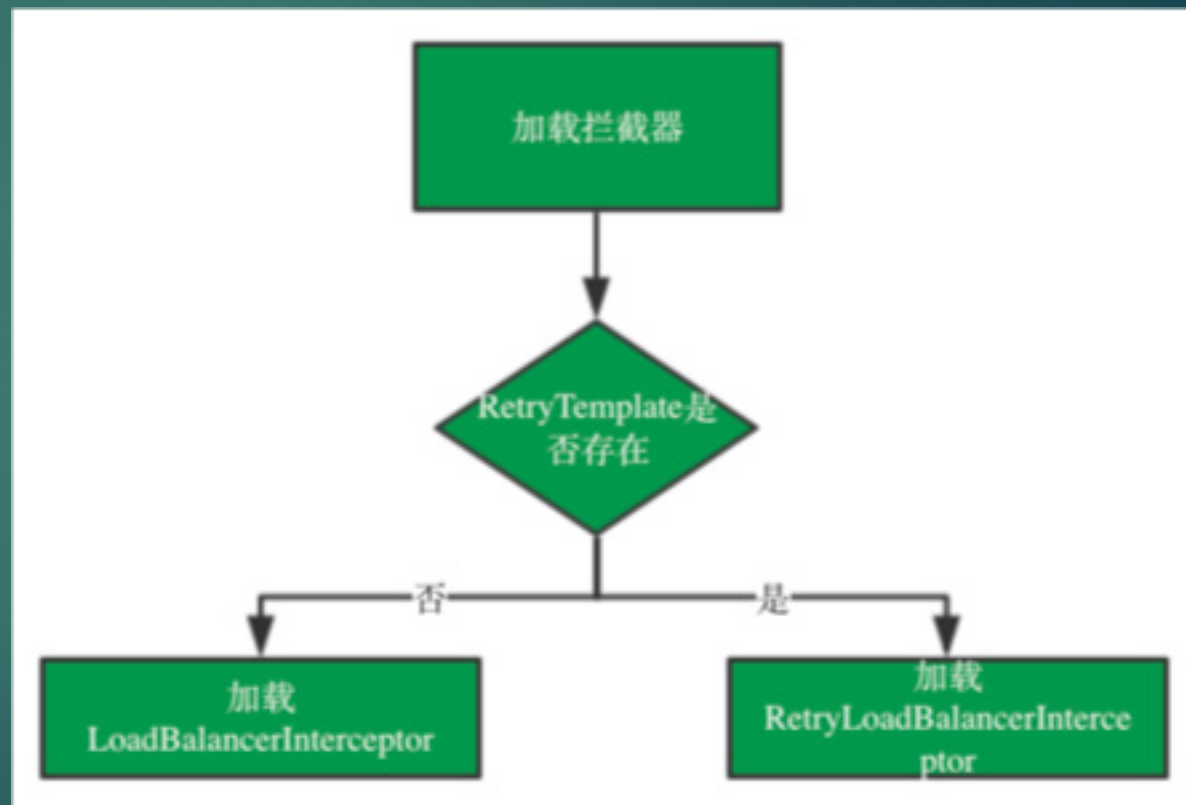 加载拦截器
RetryTemplate是
否存在
否
是
加载
LoadBalancerInterceptor
加载
RetryLoadBalancerInterce
ptor